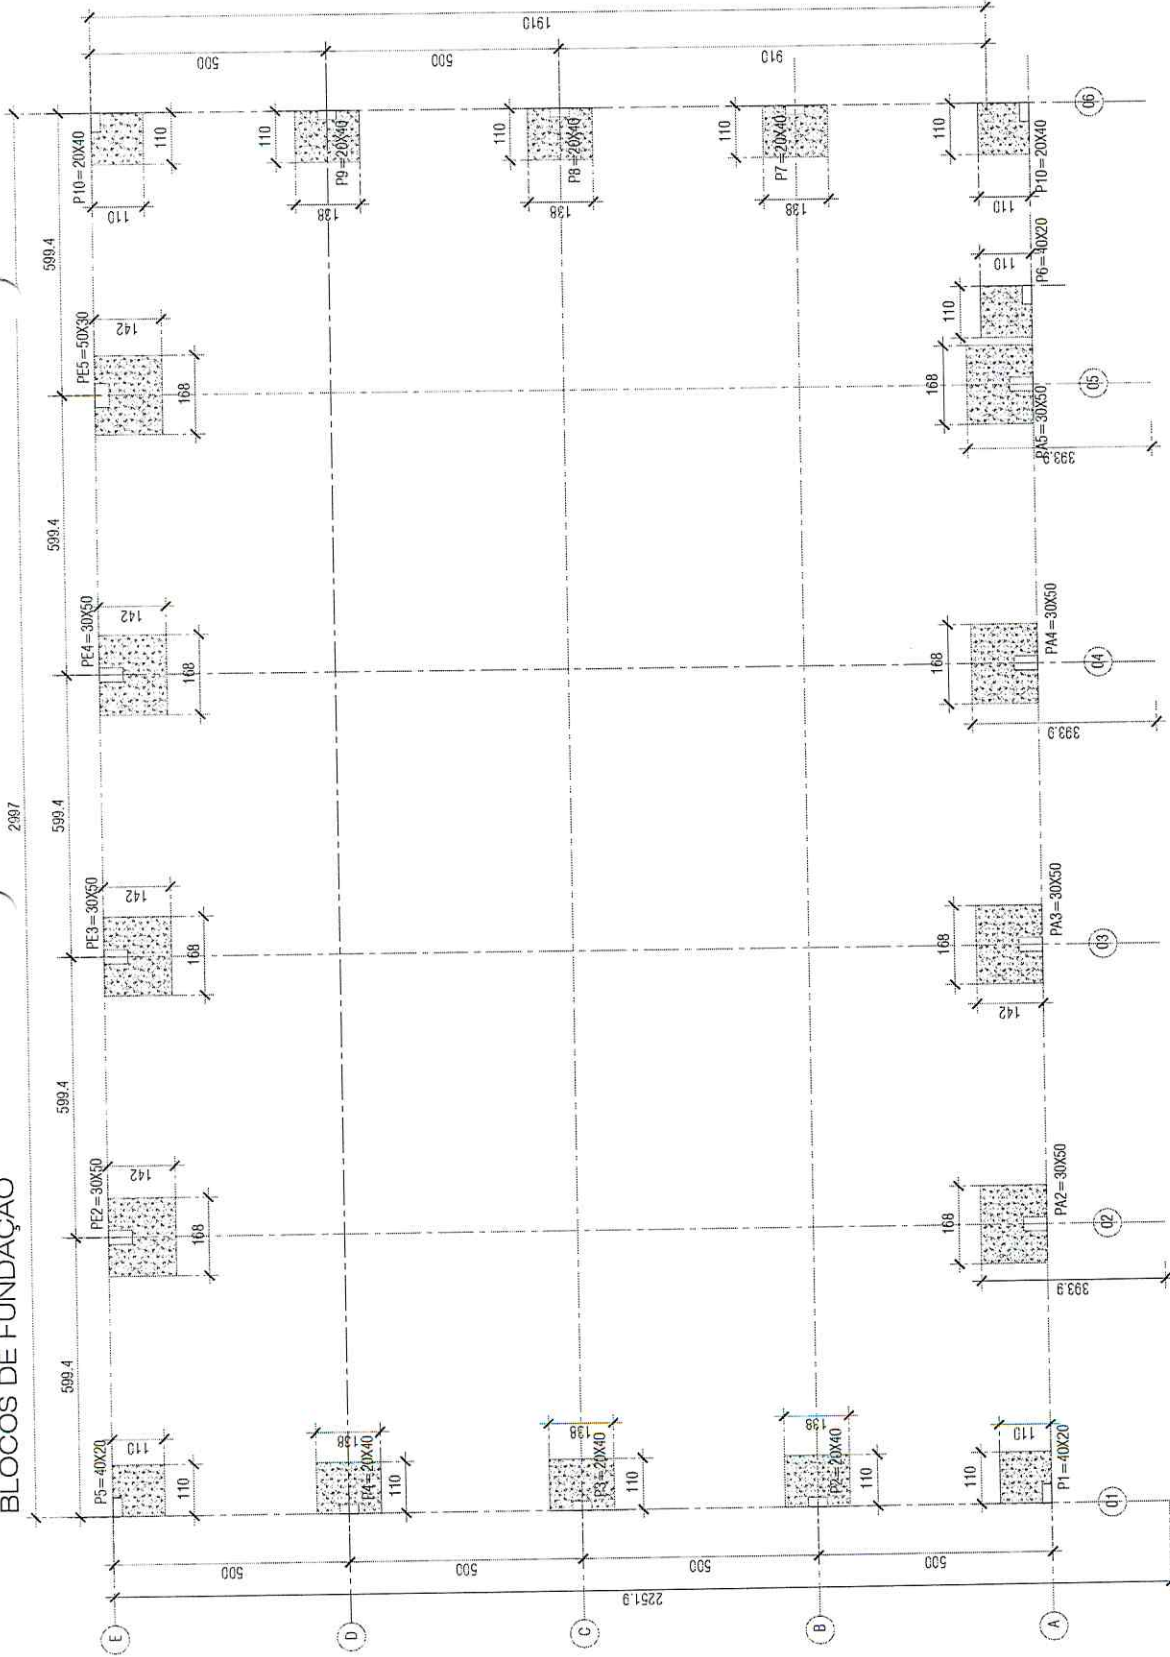 BLOCOS DE FUNDAÇÃO
2997
599.4
599.4
599.4
599.4
599.4
P5=40X20
110
110
PE2=30X50
142
168
PE3=30X50
142
168
PE4=30X50
142
168
PE5=50X30
142
168
P10=20X40
110
110
P4=20X40
138
110
P3=20X40
138
110
P2=20X40
138
110
P1=40X20
110
110
P9=20X40
110
138
P8=20X40
110
138
P7=20X40
110
138
P10=20X40
110
110
P6=40X20
110
110
PA5=30X50
168
393.9
PA4=30X50
168
393.9
PA3=30X50
168
142
PA2=30X50
168
393.9
500
500
910
1910
500
500
500
500
2251.9
E
D
C
B
A
01
02
03
04
05
06